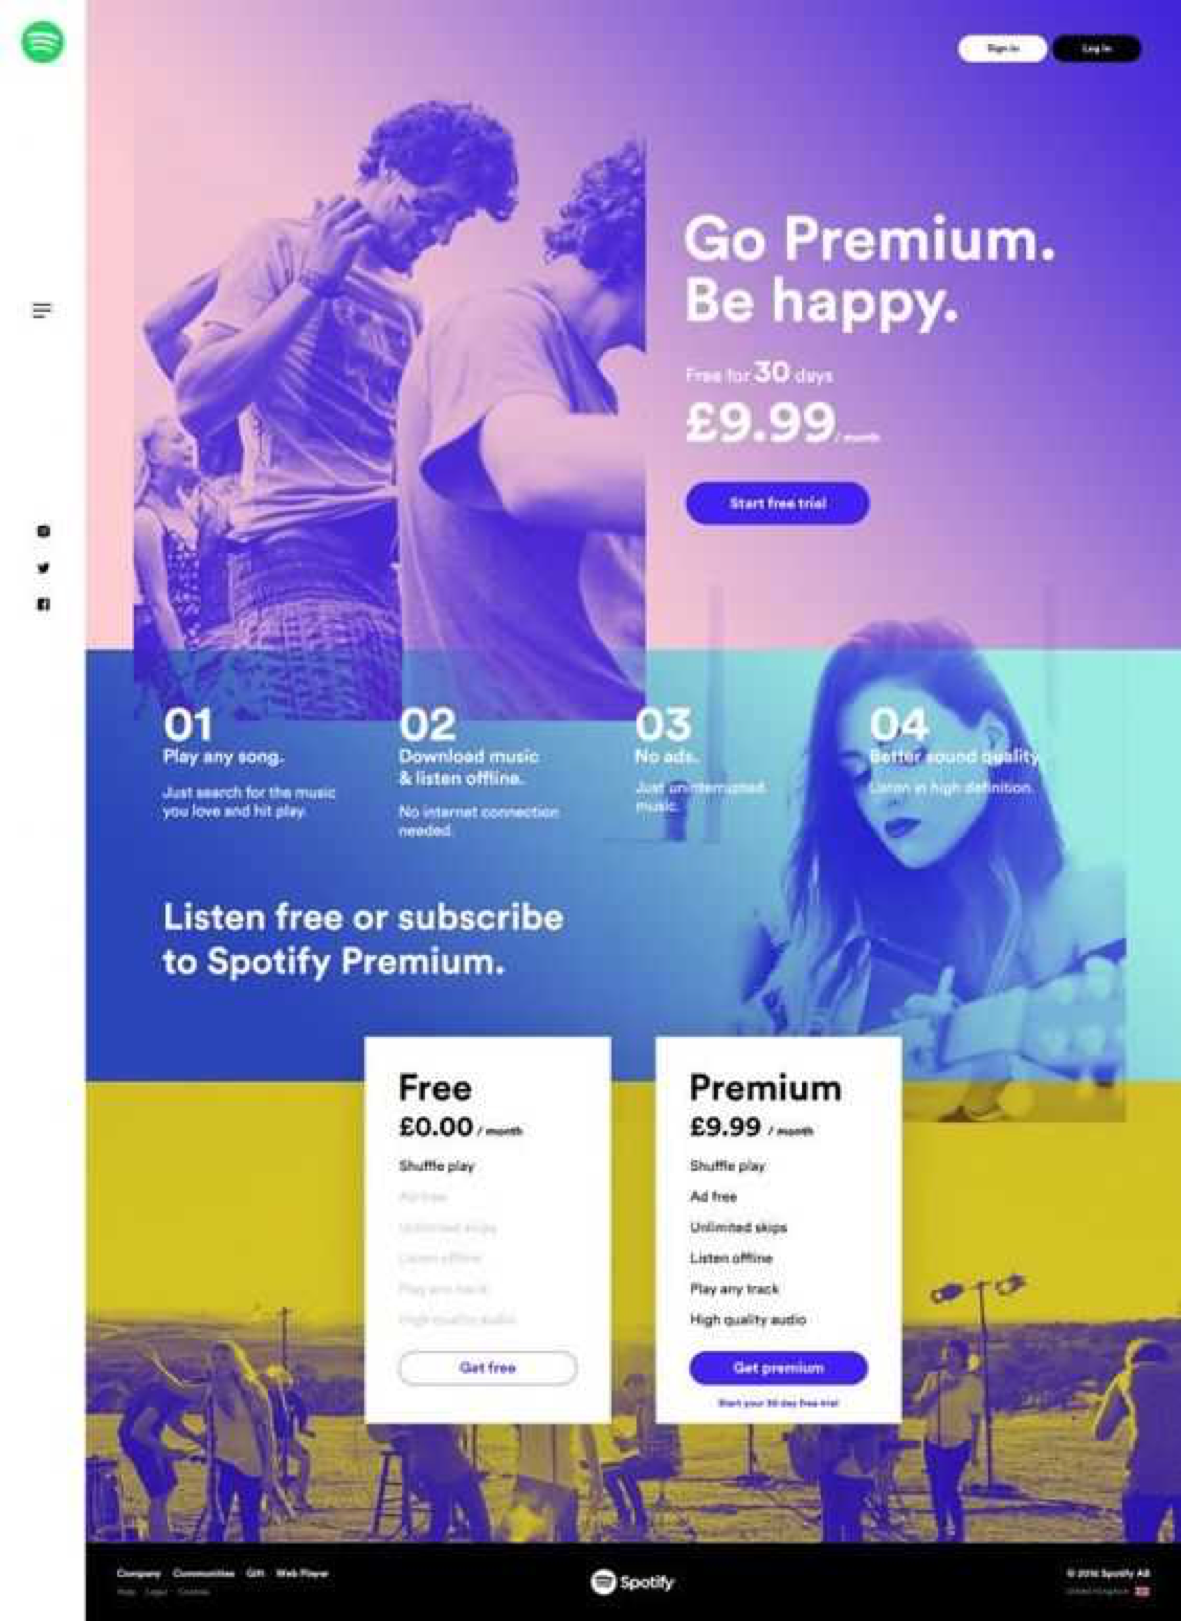 Sign in
Log in
Go Premium.
Be happy.
Free for 30 days
£9.99 / month
Start free trial
01
Play any song.
Just search for the music
you love and hit play.
02
Download music
& listen offline.
No internet connection
needed.
03
No ads.
Just uninterrupted
music.
04
Better sound quality.
Listen in high definition.
Listen free or subscribe
to Spotify Premium.
Free
£0.00 / month
Shuffle play
Ad free
Unlimited skips
Listen offline
Play any track
High quality audio
Get free
Premium
£9.99 / month
Shuffle play
Ad free
Unlimited skips
Listen offline
Play any track
High quality audio
Get premium
Start your 30 day free trial
Company Communities Gift Web Player
Legal Cookies
Spotify
© 2016 Spotify AB
United Kingdom